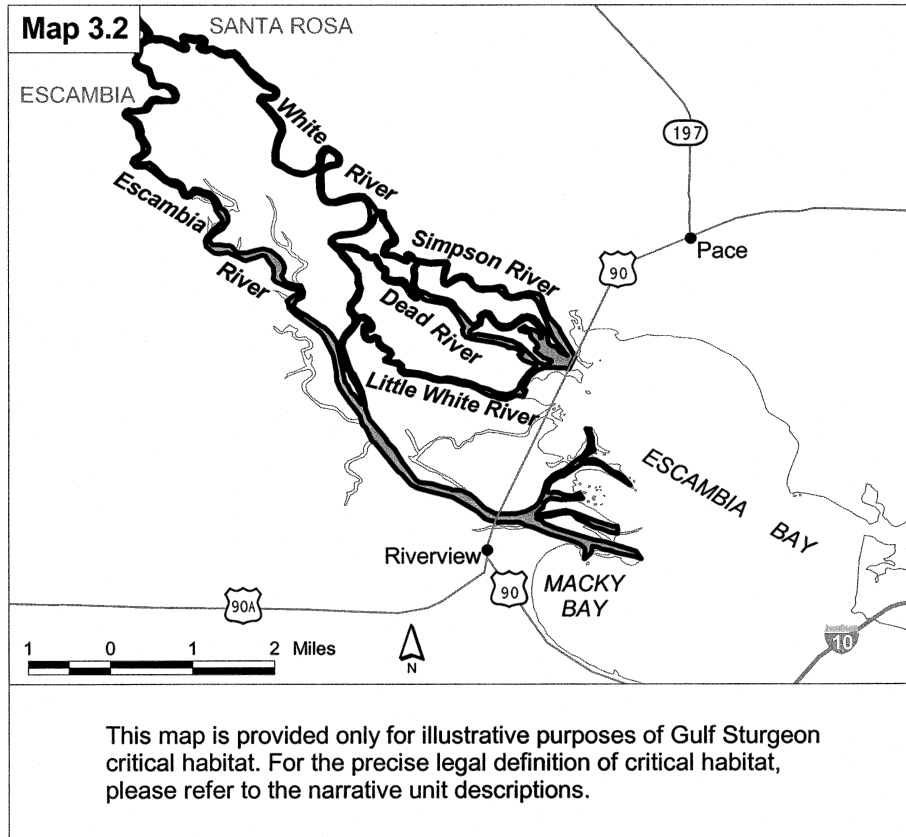 Map 3.2
SANTA ROSA
ESCAMBIA
White River
197
Escambia River
Simpson River
Pace
90
Dead River
Little White River
ESCAMBIA BAY
Riverview
90
MACKY
BAY
90A
10
1 0 1 2 Miles
N
This map is provided only for illustrative purposes of Gulf Sturgeon
critical habitat. For the precise legal definition of critical habitat,
please refer to the narrative unit descriptions.